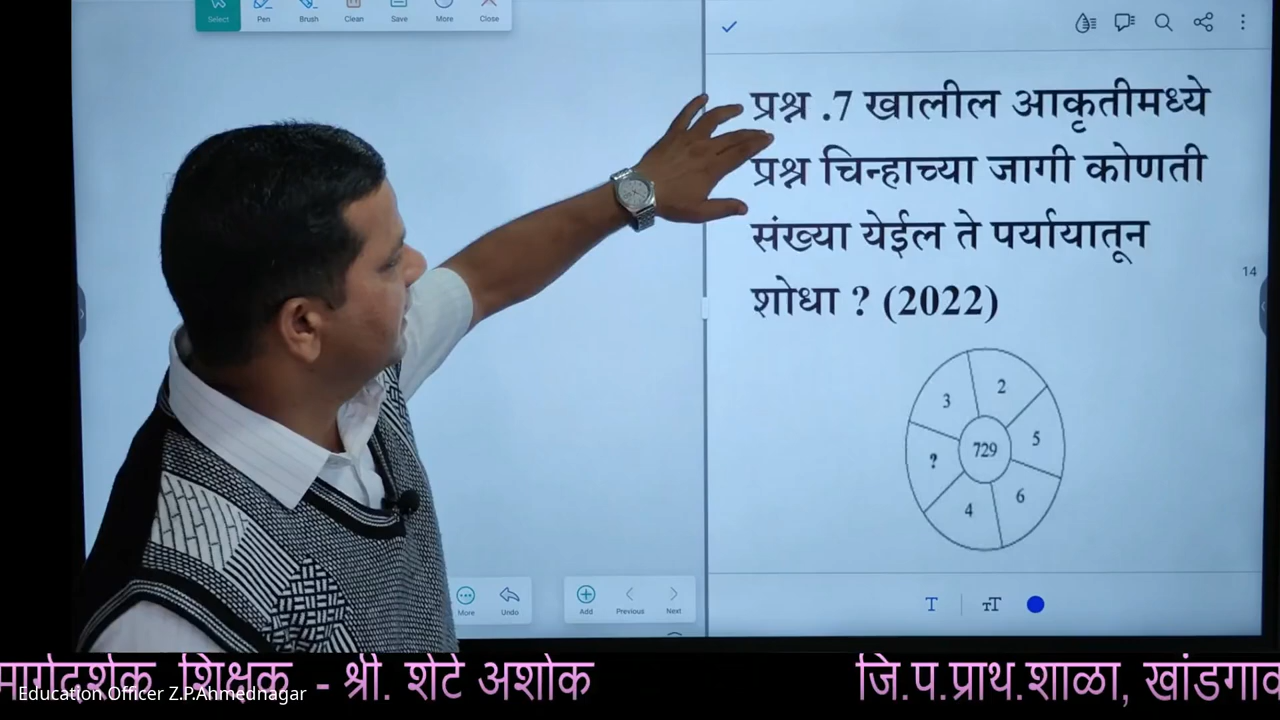 Select Pen Brush Clean Save More Close
प्रश्न .7 खालील आकृतीमध्ये
प्रश्न चिन्हाच्या जागी कोणती
संख्या येईल ते पर्यायातून
शोधा ? (2022)
14
3 2
? 729 5
4 6
More Undo Add Previous Next
T тT
मार्गदर्शक शिक्षक - श्री. शेटे अशोक जि.प.प्राथ.शाळा, खांडगाव
Education Officer Z.P.Ahmednagar